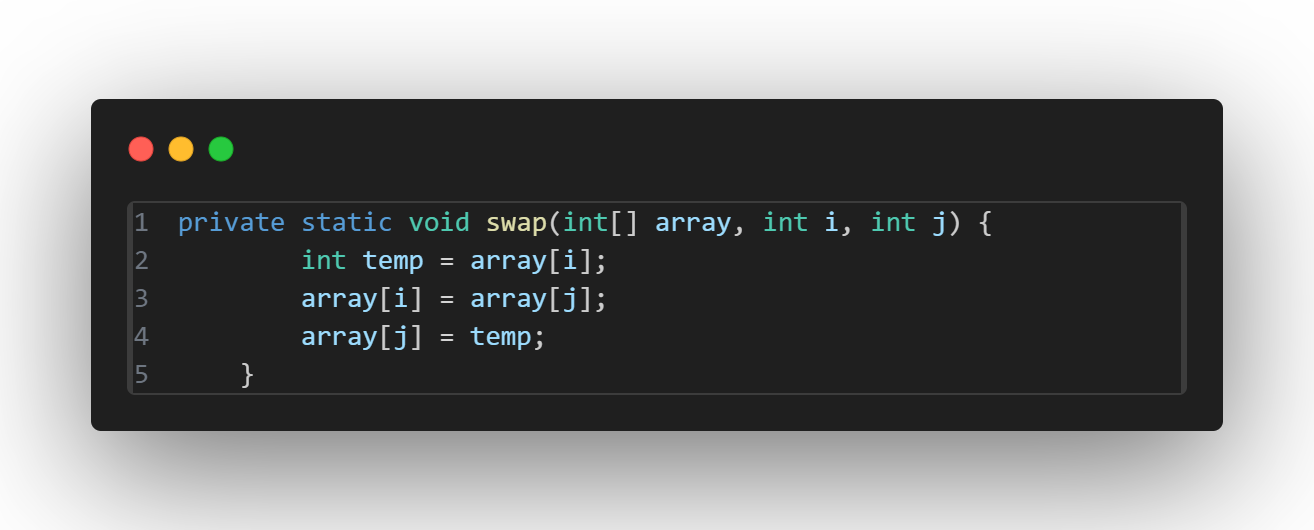 1 private static void swap(int[] array, int i, int j) {
2         int temp = array[i];
3         array[i] = array[j];
4         array[j] = temp;
5     }